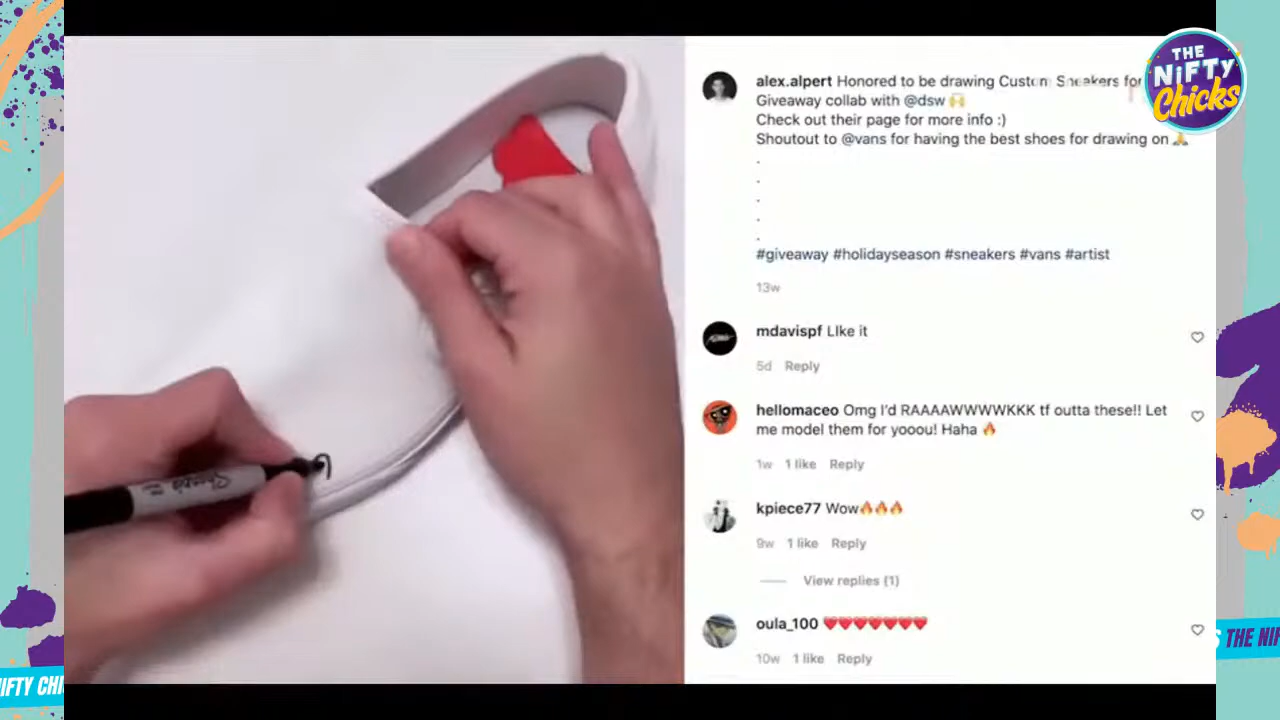 THE
NiFTY
Chicks
alex.alpert Honored to be drawing Custom Sneakers for
Giveaway collab with @dsw 🙌
Check out their page for more info :)
Shoutout to @vans for having the best shoes for drawing on 🙏
.
.
.
.
.
#giveaway #holidayseason #sneakers #vans #artist
13w
mdavispf LIke it
5d Reply
hellomaceo Omg I'd RAAAAWWWWKKK tf outta these!! Let
me model them for yooou! Haha 🔥
1w 1 like Reply
Sharpie
kpiece77 Wow🔥🔥🔥
9w 1 like Reply
View replies (1)
oula_100 ❤️❤️❤️❤️❤️❤️❤️
10w 1 like Reply
NIFTY CHI
S THE NIF